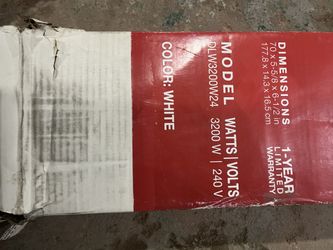 DIMENSIONS
70 x 5-5/8 x 6-1/2 in
177.8 x 14.3 x 16.5 cm
1-YEAR
LIMITED
WARRANTY
MODEL WATTS | VOLTS
DLW3200W24 3200 W | 240 V
COLOR: WHITE